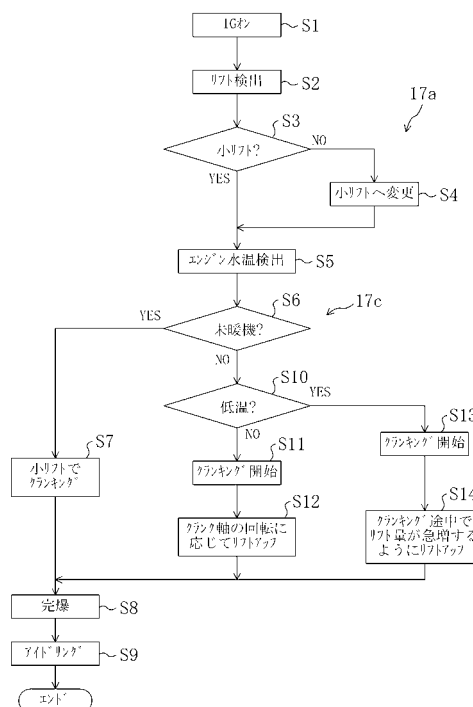 IGオン
S1
リフト検出
S2
17a
S3
小リフト?
NO
YES
小リフトへ変更
S4
エンジン水温検出
S5
S6
17c
YES
未暖機?
NO
S10
低温?
YES
NO
S13
S7
S11
クランキング開始
小リフトで
クランキング
クランキング開始
S12
S14
クランク軸の回転に
応じてリフトアップ
クランキング途中で
リフト量が急増する
ようにリフトアップ
完爆
S8
アイドリング
S9
エンド